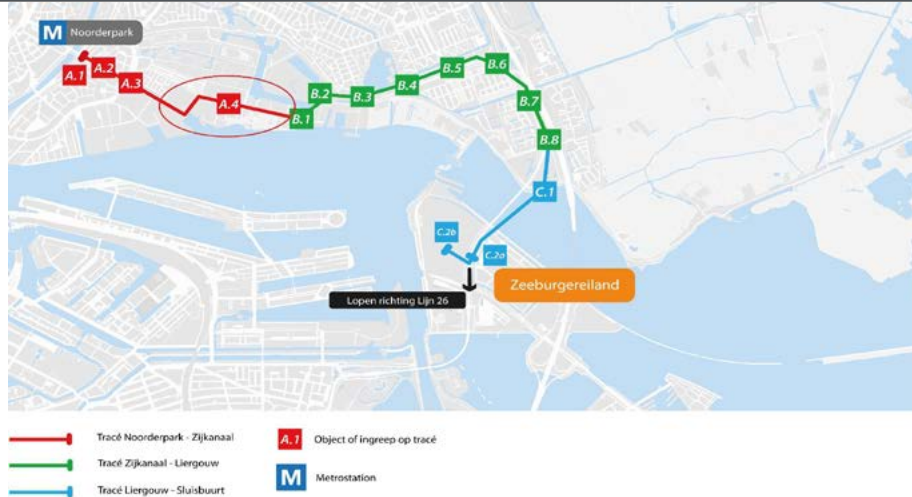 M Noorderpark
A.1
A.2
A.3
A.4
B.1
B.2
B.3
B.4
B.5
B.6
B.7
B.8
C.1
C.2b
C.2a
Zeeburgereiland
Lopen richting Lijn 26
Tracé Noorderpark - Zijkanaal
Tracé Zijkanaal - Liergouw
Tracé Liergouw - Sluisbuurt
A.1 Object of ingreep op tracé
M Metrostation